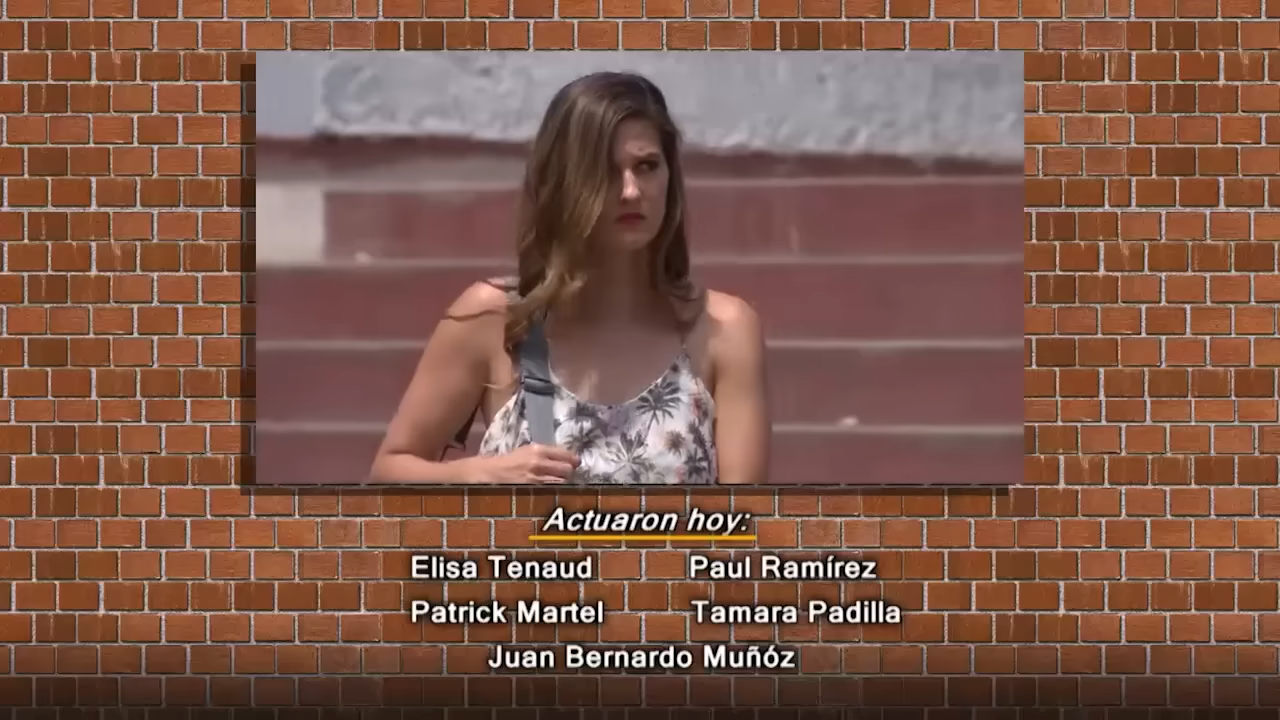 Actuaron hoy:
Elisa Tenaud Paul Ramírez
Patrick Martel Tamara Padilla
Juan Bernardo Muñóz